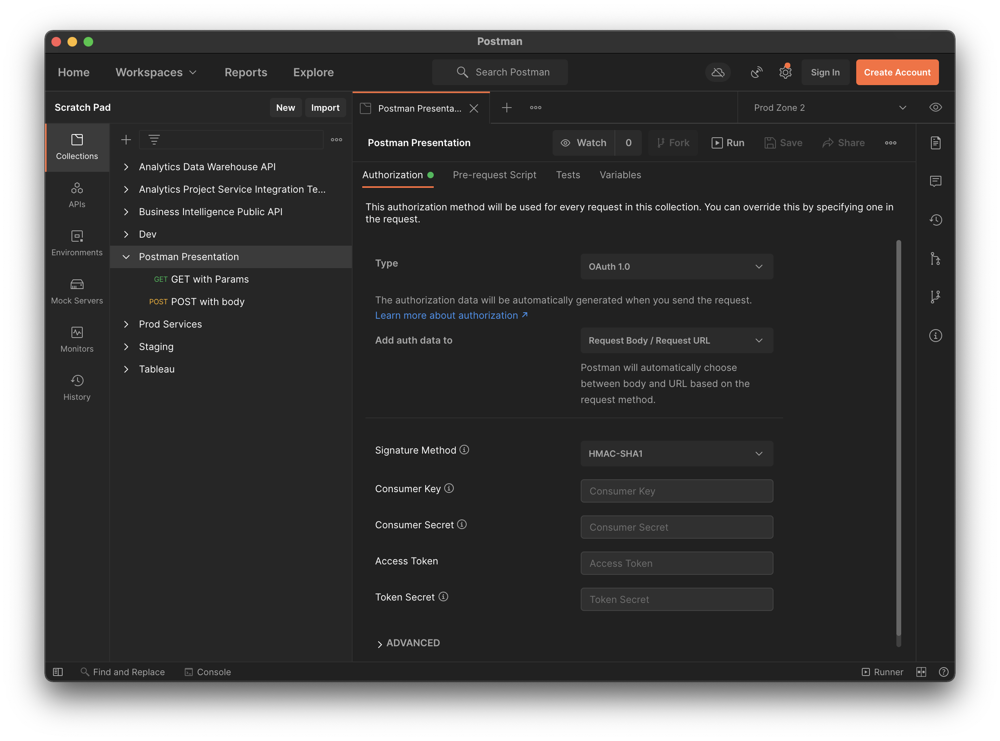 Postman
Home Workspaces Reports Explore Search Postman Sign In Create Account
Scratch Pad New Import
Postman Presenta... Prod Zone 2
Collections
APIs
Environments
Mock Servers
Monitors
History
Analytics Data Warehouse API
Analytics Project Service Integration Te...
Business Intelligence Public API
Dev
Postman Presentation
GET GET with Params
POST POST with body
Prod Services
Staging
Tableau
Postman Presentation Watch 0 Fork Run Save Share
Authorization Pre-request Script Tests Variables
This authorization method will be used for every request in this collection. You can override this by specifying one in
the request.
Type OAuth 1.0
The authorization data will be automatically generated when you send the request.
Learn more about authorization ↗
Add auth data to Request Body / Request URL
Postman will automatically choose
between body and URL based on the
request method.
Signature Method HMAC-SHA1
Consumer Key Consumer Key
Consumer Secret Consumer Secret
Access Token Access Token
Token Secret Token Secret
ADVANCED
Find and Replace Console Runner